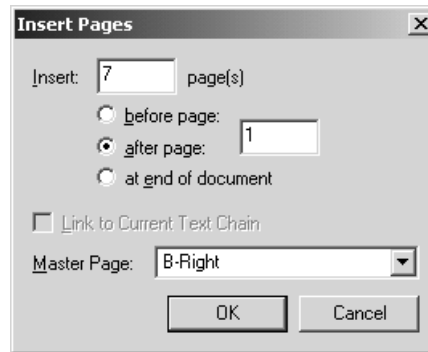 Insert Pages
Insert: 7 page(s)
before page:
after page: 1
at end of document
Link to Current Text Chain
Master Page: B-Right
OK Cancel